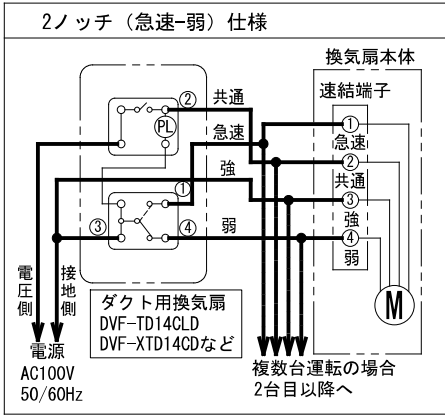 2ノッチ（急速-弱）仕様
換気扇本体
速結端子
②
共通
PL
急速
強
①
③
④
弱
①
急速
②
共通
③
強
④
弱
M
電圧側
接地側
電源
AC100V
50/60Hz
ダクト用換気扇
DVF-TD14CLD
DVF-XTD14CDなど
複数台運転の場合
2台目以降へ